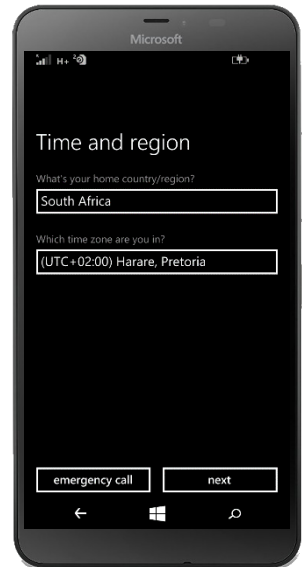 Microsoft
H+ 2
Time and region
What's your home country/region?
South Africa
Which time zone are you in?
(UTC+02:00) Harare, Pretoria
emergency call
next